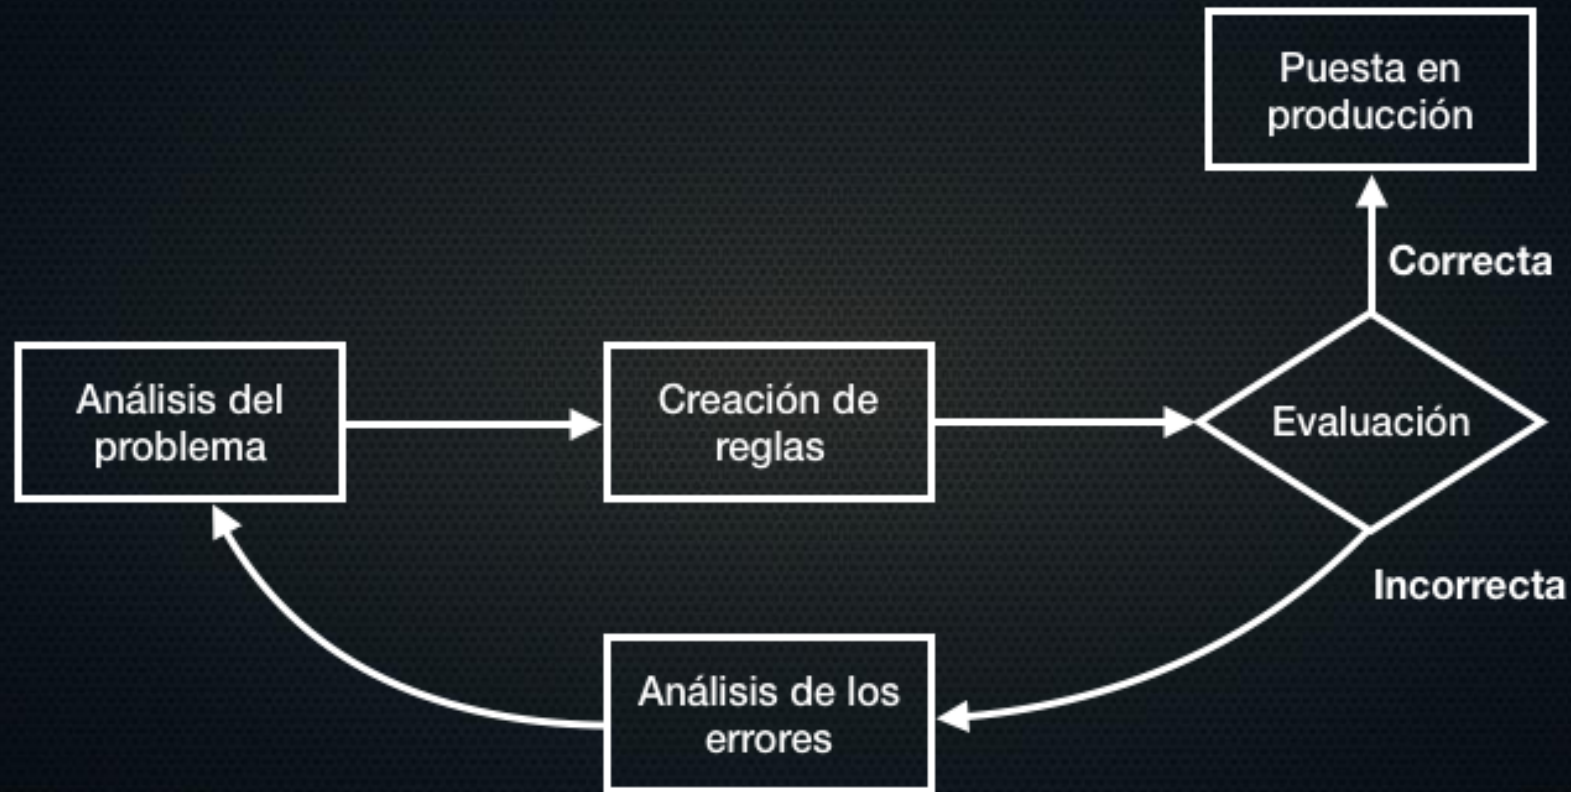 Puesta en
producción
Correcta
Análisis del
problema
Creación de
reglas
Evaluación
Incorrecta
Análisis de los
errores